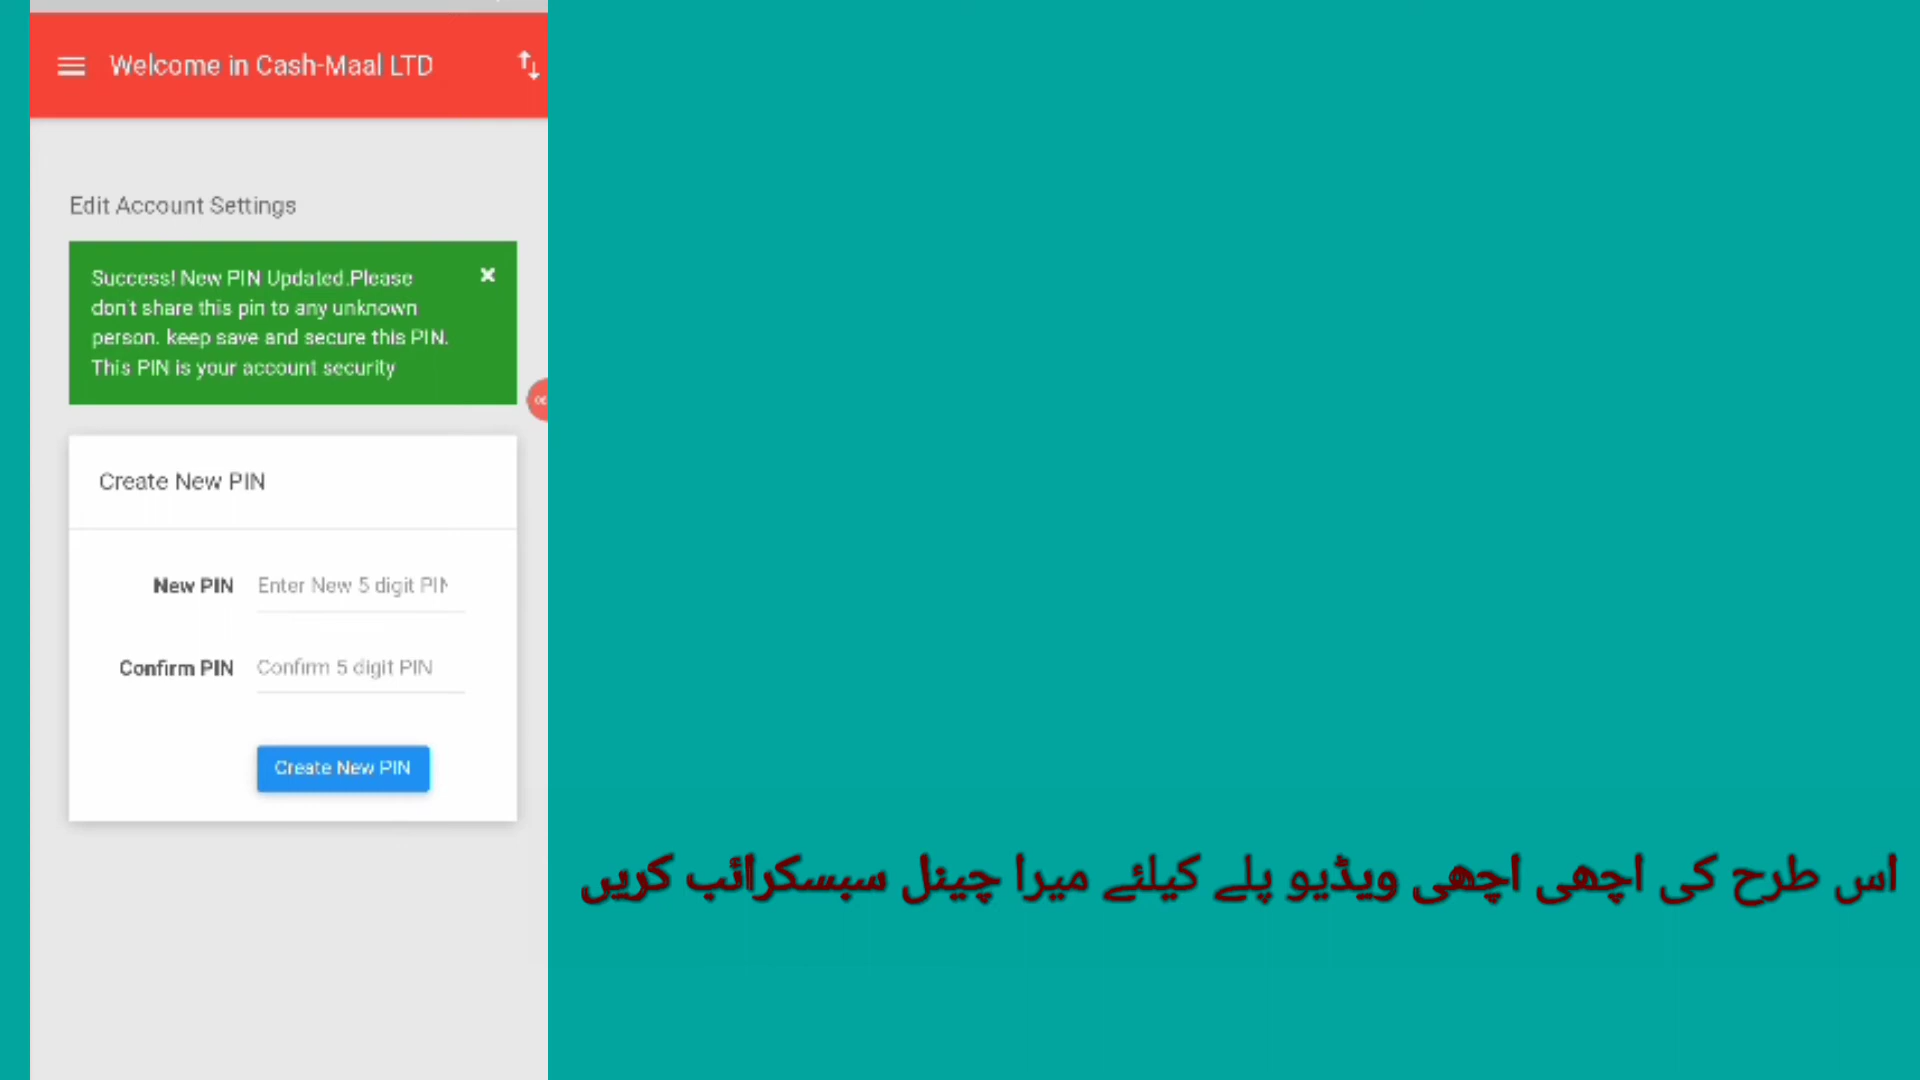 Welcome in Cash-Maal LTD
Edit Account Settings
Success! New PIN Updated.Please
don't share this pin to any unknown
person. keep save and secure this PIN.
This PIN is your account security
Create New PIN
New PIN Enter New 5 digit PIN
Confirm PIN Confirm 5 digit PIN
Create New PIN
اس طرح کی اچھی اچھی ویڈیو پلے کیلئے میرا چینل سبسکرائب کریں